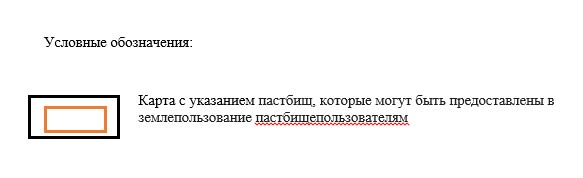 Условные обозначения:
Карта с указанием пастбищ, которые могут быть предоставлены в
землепользование пастбищепользователям